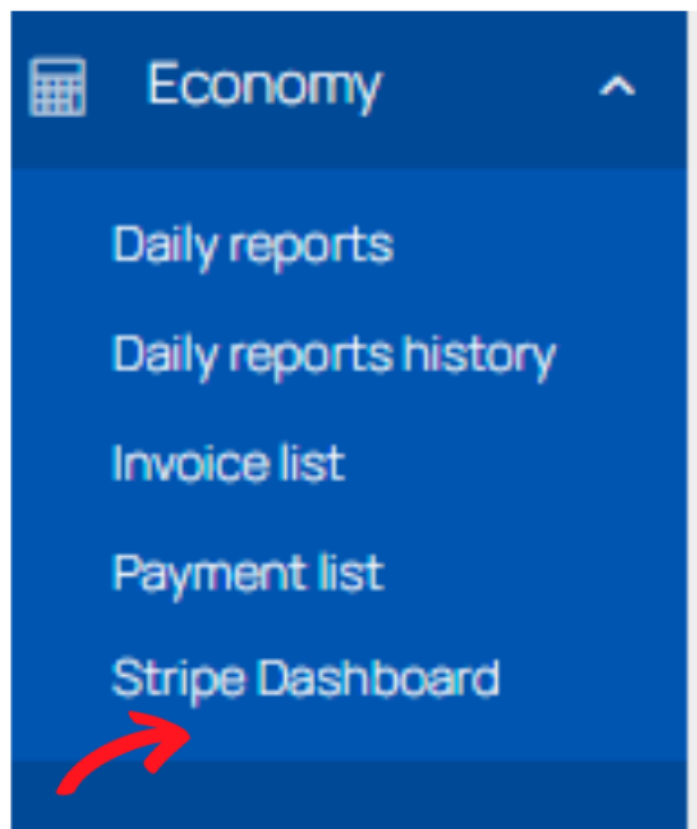 Economy
Daily reports
Daily reports history
Invoice list
Payment list
Stripe Dashboard